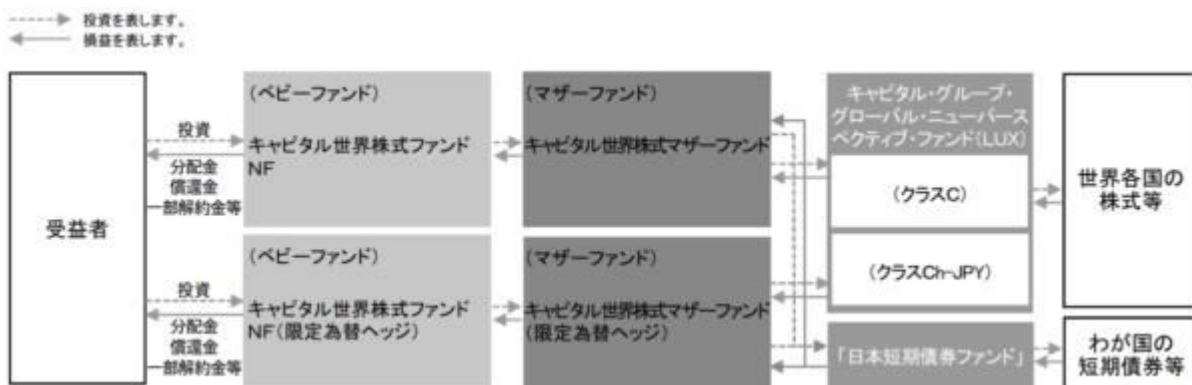 投資を表します。
損益を表します。
受益者
投資
分配金
償還金
一部解約金等
投資
分配金
償還金
一部解約金等
(ベビーファンド)
キャピタル世界株式ファンド
NF
(ベビーファンド)
キャピタル世界株式ファンド
NF(限定為替ヘッジ)
(マザーファンド)
キャピタル世界株式マザーファンド
(マザーファンド)
キャピタル世界株式マザーファンド
(限定為替ヘッジ)
キャピタル・グループ・
グローバル・ニューパース
ペクティブ・ファンド(LUX)
(クラスC)
(クラスCh-JPY)
「日本短期債券ファンド」
世界各国の
株式等
わが国の
短期債券等